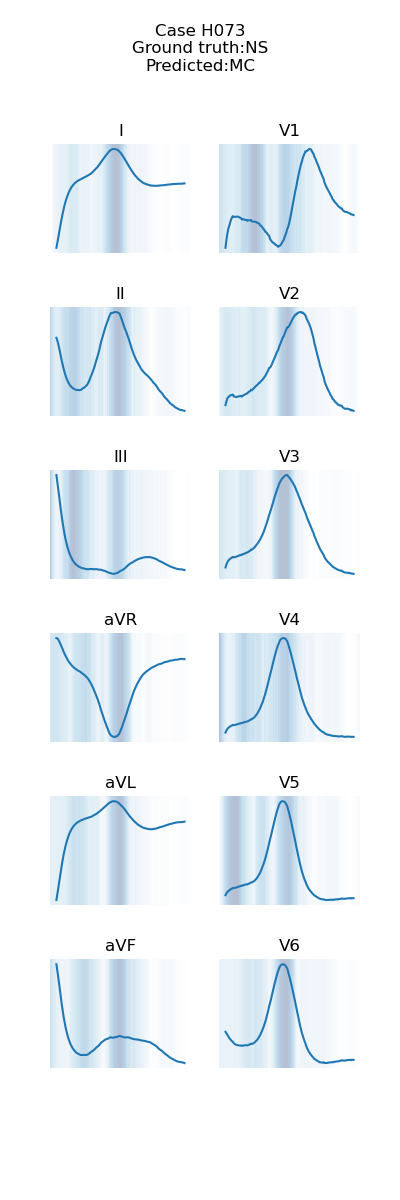 Case H073
Ground truth:NS
Predicted:MC
I
V1
II
V2
III
V3
aVR
V4
aVL
V5
aVF
V6